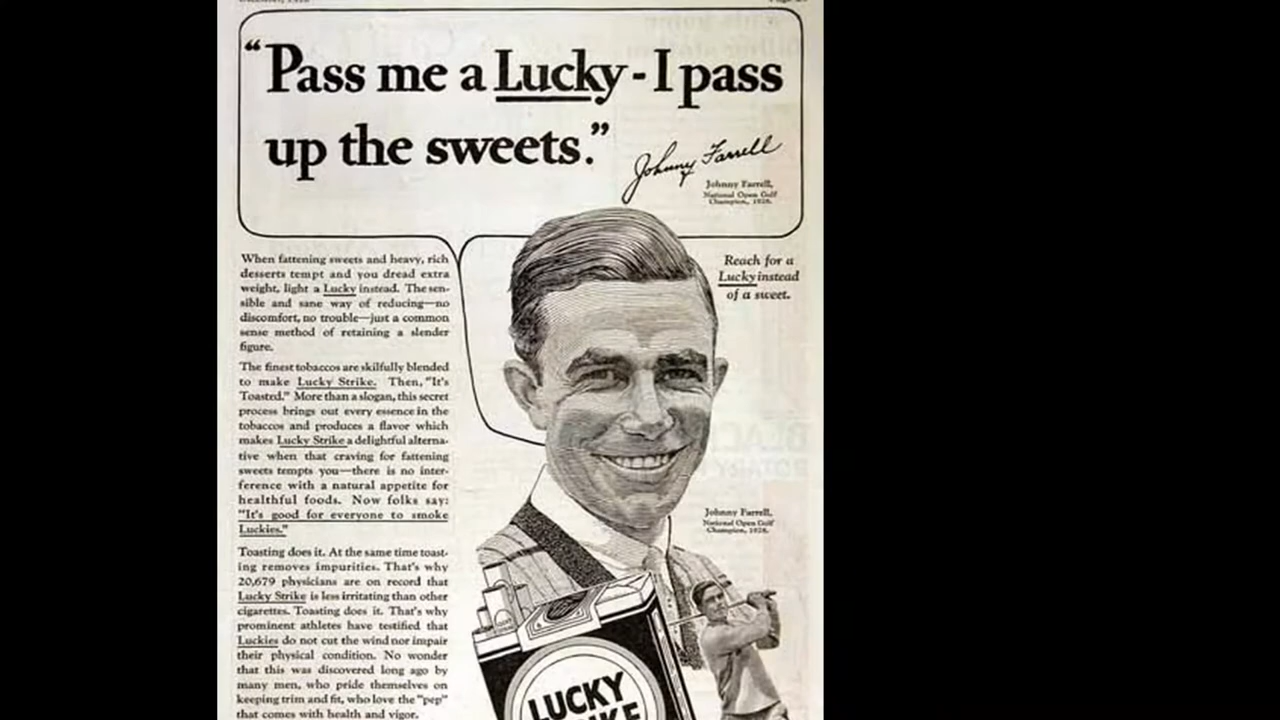 "Pass me a Lucky - I pass
up the sweets."
Johnny Farrell
Johnny Farrell,
National Open Golf
Champion, 1928.
When fattening sweets and heavy, rich
desserts tempt and you dread extra
weight, light a Lucky instead. The sen-
sible and sane way of reducing—no
discomfort, no trouble—just a common
sense method of retaining a slender
figure.
The finest tobaccos are skilfully blended
to make Lucky Strike. Then, "It's
Toasted." More than a slogan, this secret
process brings out every essence in the
tobaccos and produces a flavor which
makes Lucky Strike a delightful alterna-
tive when that craving for fattening
sweets tempts you—there is no inter-
ference with a natural appetite for
healthful foods. Now folks say:
"It's good for everyone to smoke
Luckies."
Toasting does it. At the same time toast-
ing removes impurities. That's why
20,679 physicians are on record that
Lucky Strike is less irritating than other
cigarettes. Toasting does it. That's why
prominent athletes have testified that
Luckies do not cut the wind nor impair
their physical condition. No wonder
that this was discovered long ago by
many men, who pride themselves on
keeping trim and fit, who love the "pep"
that comes with health and vigor.
Reach for a
Lucky instead
of a sweet.
Johnny Farrell,
National Open Golf
Champion, 1928.
LUCKY